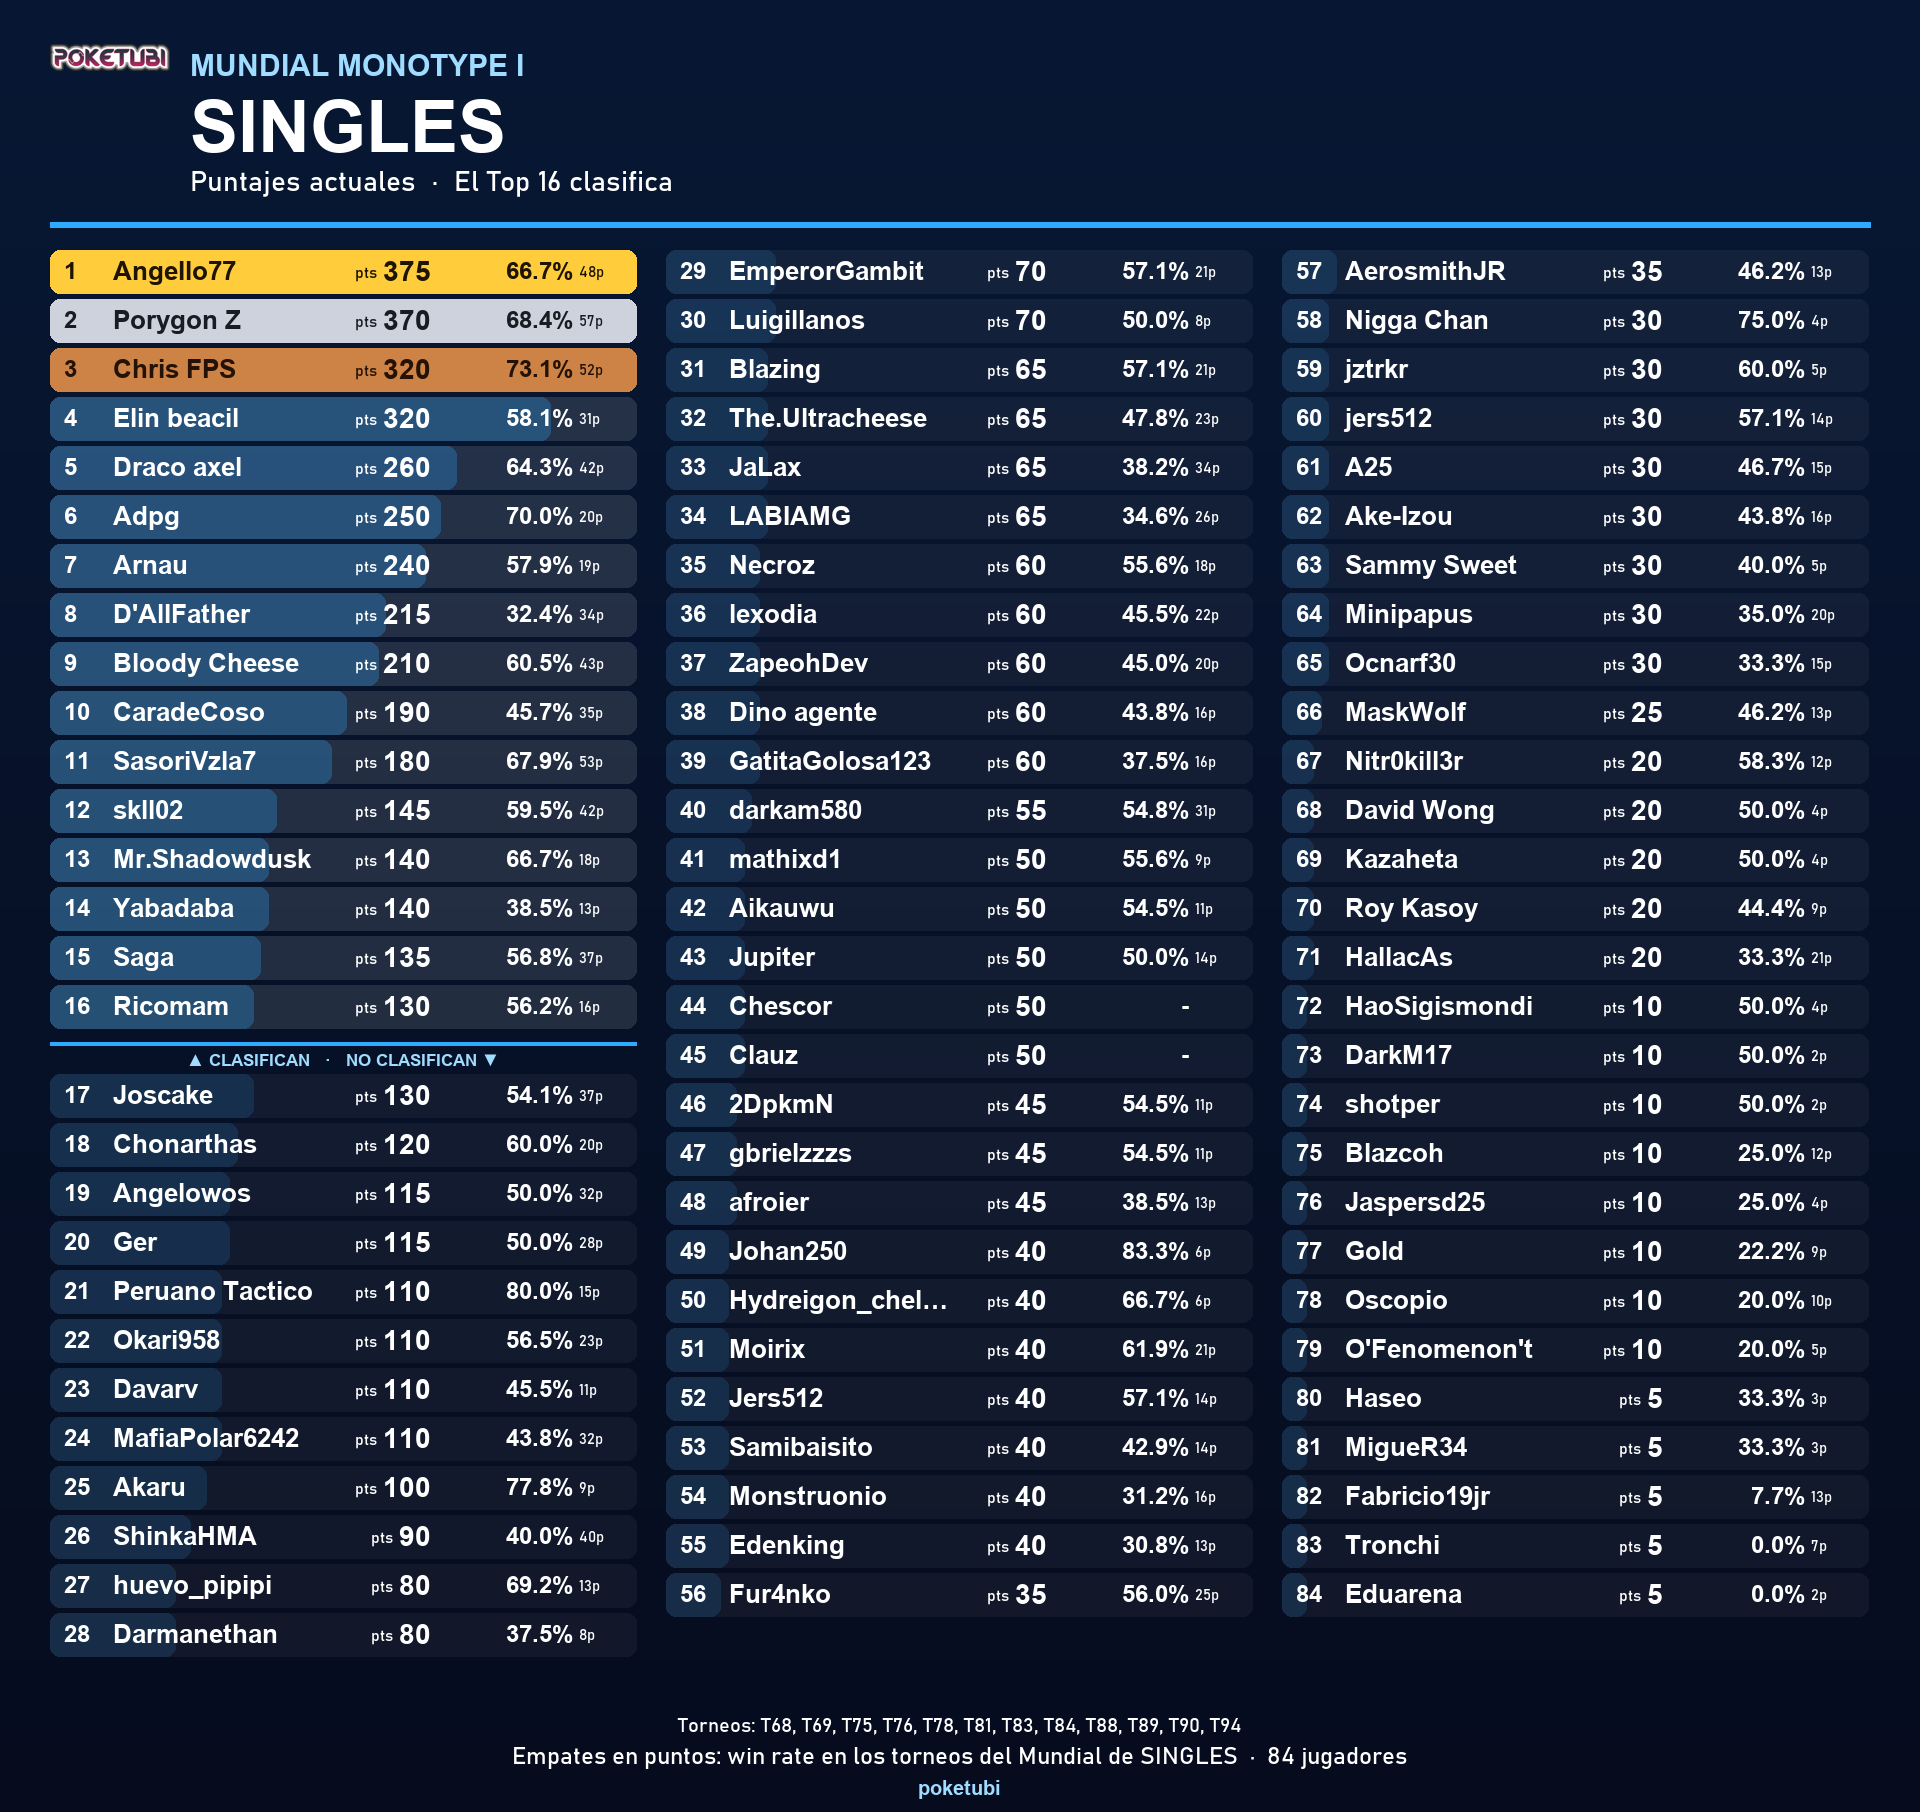 POKETUBI
MUNDIAL MONOTYPE I
SINGLES
Puntajes actuales · El Top 16 clasifica
1 Angello77 pts 375 66.7% 48p
2 Porygon Z pts 370 68.4% 57p
3 Chris FPS pts 320 73.1% 52p
4 Elin beacil pts 320 58.1% 31p
5 Draco axel pts 260 64.3% 42p
6 Adpg pts 250 70.0% 20p
7 Arnau pts 240 57.9% 19p
8 D'AllFather pts 215 32.4% 34p
9 Bloody Cheese pts 210 60.5% 43p
10 CaradeCoso pts 190 45.7% 35p
11 SasoriVzla7 pts 180 67.9% 53p
12 skll02 pts 145 59.5% 42p
13 Mr.Shadowdusk pts 140 66.7% 18p
14 Yabadaba pts 140 38.5% 13p
15 Saga pts 135 56.8% 37p
16 Ricomam pts 130 56.2% 16p
▲ CLASIFICAN · NO CLASIFICAN ▼
17 Joscake pts 130 54.1% 37p
18 Chonarthas pts 120 60.0% 20p
19 Angelowos pts 115 50.0% 32p
20 Ger pts 115 50.0% 28p
21 Peruano Tactico pts 110 80.0% 15p
22 Okari958 pts 110 56.5% 23p
23 Davarv pts 110 45.5% 11p
24 MafiaPolar6242 pts 110 43.8% 32p
25 Akaru pts 100 77.8% 9p
26 ShinkaHMA pts 90 40.0% 40p
27 huevo_pipipi pts 80 69.2% 13p
28 Darmanethan pts 80 37.5% 8p
29 EmperorGambit pts 70 57.1% 21p
30 Luigillanos pts 70 50.0% 8p
31 Blazing pts 65 57.1% 21p
32 The.Ultracheese pts 65 47.8% 23p
33 JaLax pts 65 38.2% 34p
34 LABIAMG pts 65 34.6% 26p
35 Necroz pts 60 55.6% 18p
36 lexodia pts 60 45.5% 22p
37 ZapeohDev pts 60 45.0% 20p
38 Dino agente pts 60 43.8% 16p
39 GatitaGolosa123 pts 60 37.5% 16p
40 darkam580 pts 55 54.8% 31p
41 mathixd1 pts 50 55.6% 9p
42 Aikauwu pts 50 54.5% 11p
43 Jupiter pts 50 50.0% 14p
44 Chescor pts 50 -
45 Clauz pts 50 -
46 2DpkmN pts 45 54.5% 11p
47 gbrielzzzs pts 45 54.5% 11p
48 afroier pts 45 38.5% 13p
49 Johan250 pts 40 83.3% 6p
50 Hydreigon_chel... pts 40 66.7% 6p
51 Moirix pts 40 61.9% 21p
52 Jers512 pts 40 57.1% 14p
53 Samibaisito pts 40 42.9% 14p
54 Monstruonio pts 40 31.2% 16p
55 Edenking pts 40 30.8% 13p
56 Fur4nko pts 35 56.0% 25p
57 AerosmithJR pts 35 46.2% 13p
58 Nigga Chan pts 30 75.0% 4p
59 jztrkr pts 30 60.0% 5p
60 jers512 pts 30 57.1% 14p
61 A25 pts 30 46.7% 15p
62 Ake-Izou pts 30 43.8% 16p
63 Sammy Sweet pts 30 40.0% 5p
64 Minipapus pts 30 35.0% 20p
65 Ocnarf30 pts 30 33.3% 15p
66 MaskWolf pts 25 46.2% 13p
67 Nitr0kill3r pts 20 58.3% 12p
68 David Wong pts 20 50.0% 4p
69 Kazaheta pts 20 50.0% 4p
70 Roy Kasoy pts 20 44.4% 9p
71 HallacAs pts 20 33.3% 21p
72 HaoSigismondi pts 10 50.0% 4p
73 DarkM17 pts 10 50.0% 2p
74 shotper pts 10 50.0% 2p
75 Blazcoh pts 10 25.0% 12p
76 Jaspersd25 pts 10 25.0% 4p
77 Gold pts 10 22.2% 9p
78 Oscopio pts 10 20.0% 10p
79 O'Fenomenon't pts 10 20.0% 5p
80 Haseo pts 5 33.3% 3p
81 MigueR34 pts 5 33.3% 3p
82 Fabricio19jr pts 5 7.7% 13p
83 Tronchi pts 5 0.0% 7p
84 Eduarena pts 5 0.0% 2p
Torneos: T68, T69, T75, T76, T78, T81, T83, T84, T88, T89, T90, T94
Empates en puntos: win rate en los torneos del Mundial de SINGLES · 84 jugadores
poketubi